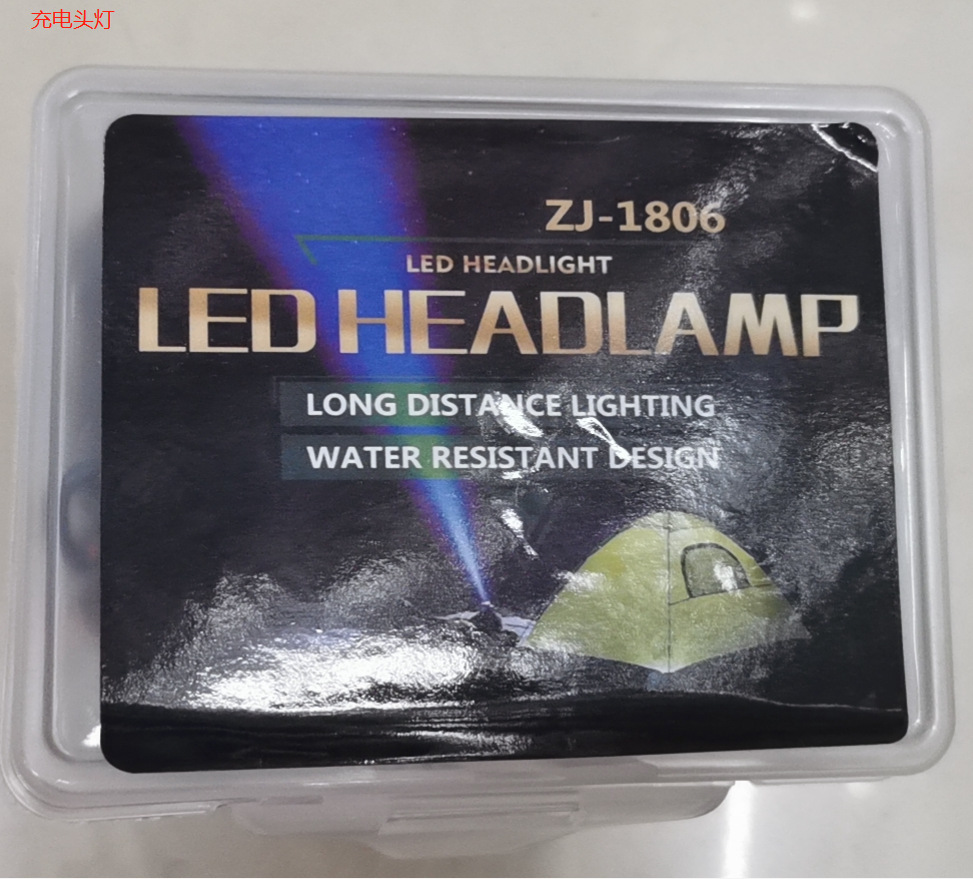 充电头灯
ZJ-1806
LED HEADLIGHT
LED HEADLAMP
LONG DISTANCE LIGHTING
WATER RESISTANT DESIGN